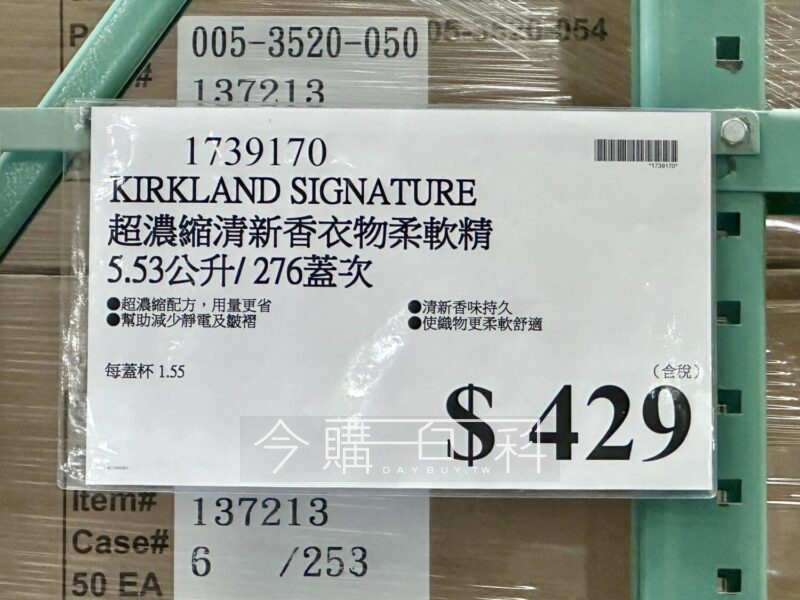 005-3520-050
05-3520-054
#
137213
1739170
*1739170*
KIRKLAND SIGNATURE
超濃縮清新香衣物柔軟精
5.53公升/ 276蓋次
●超濃縮配方，用量更省
●清新香味持久
●幫助減少靜電及皺褶
●使織物更柔軟舒適
每蓋杯 1.55
(含稅)
$ 429
今購百科
DAYBUY.TW
Item#
137213
Case#
6 /253
50 EA